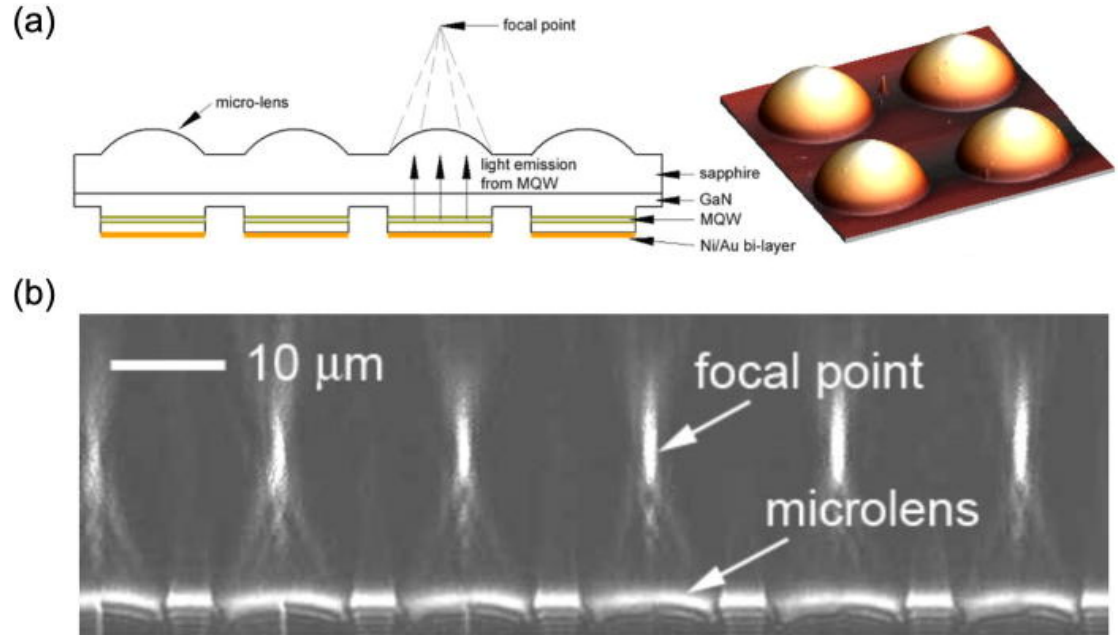 (a)
focal point
micro-lens
light emission
from MQW
sapphire
GaN
MQW
Ni/Au bi-layer
(b)
10 μm
focal point
microlens